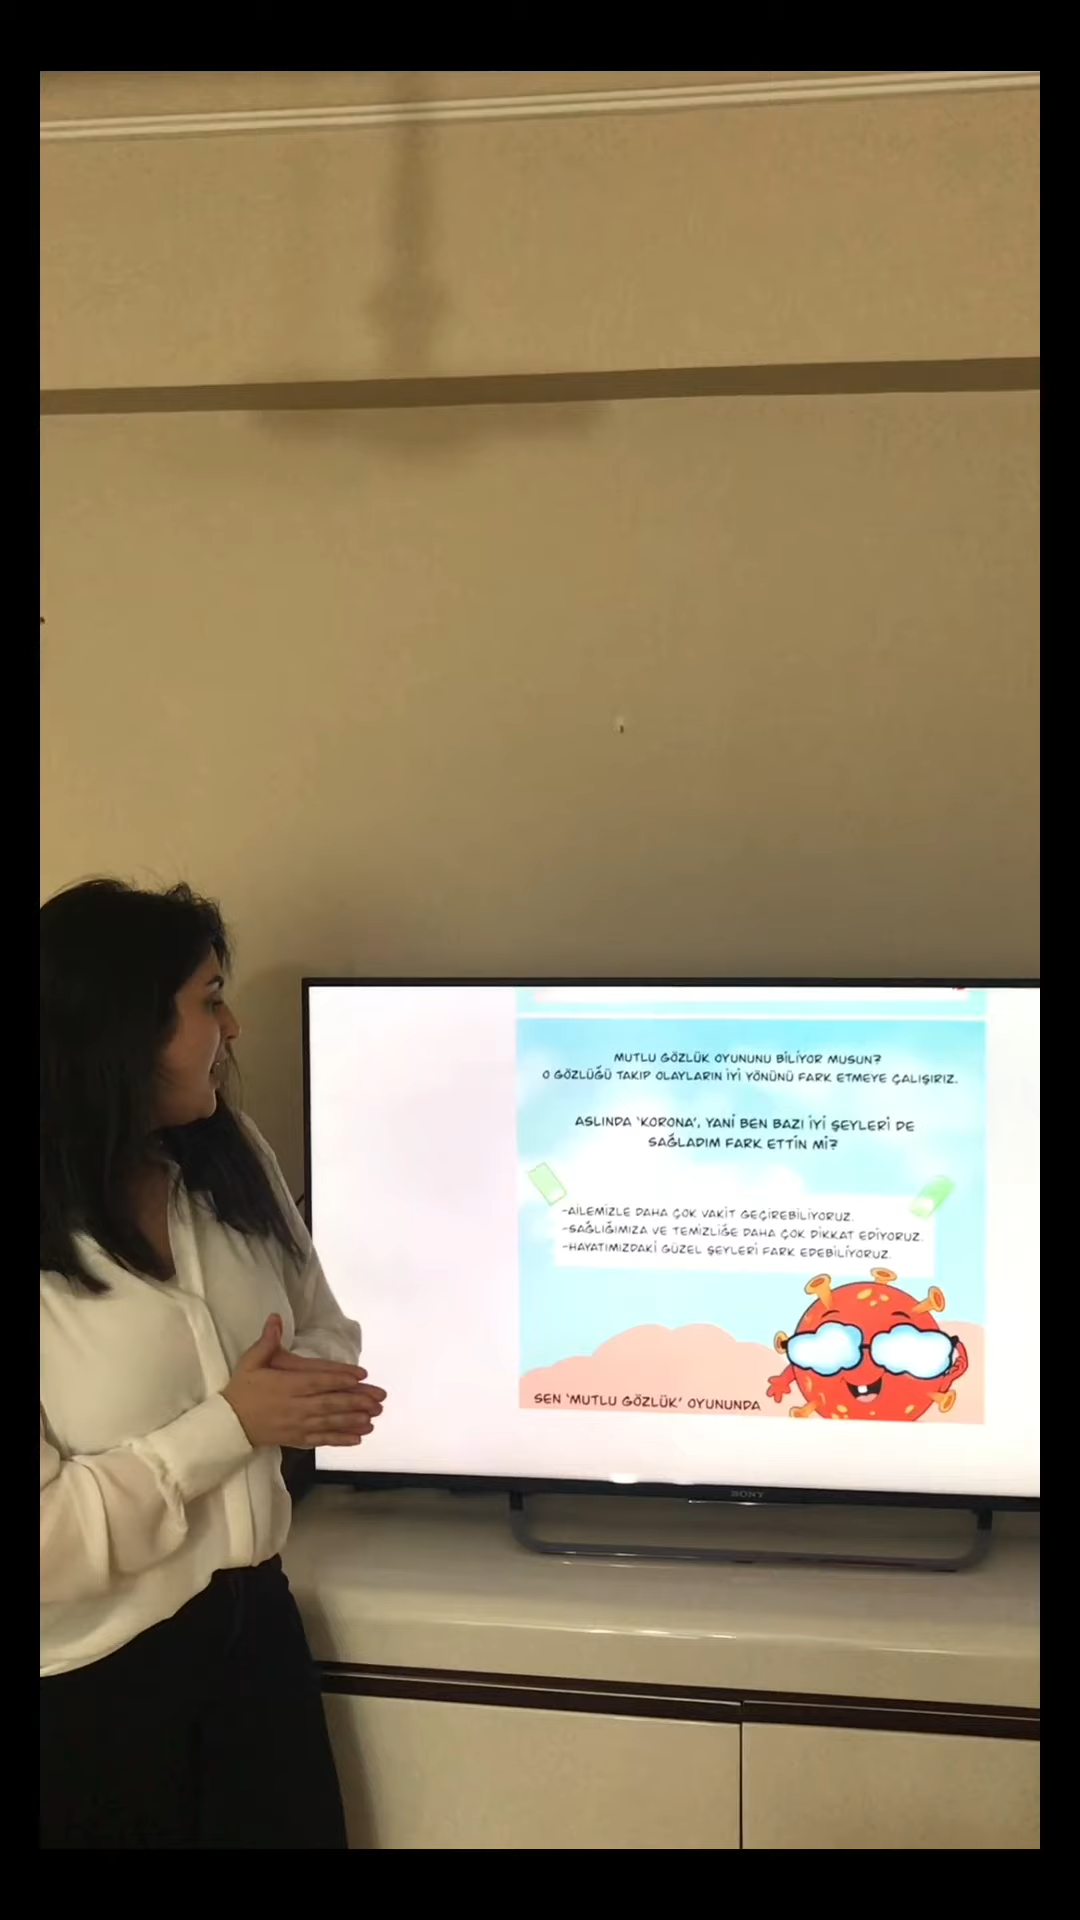 MUTLU GÖZLÜK OYUNUNU BİLİYOR MUSUN?
O GÖZLÜĞÜ TAKIP OLAYLARIN İYİ YÖNÜNÜ FARK ETMEYE ÇALIŞIRIZ.
ASLINDA 'KORONA', YANİ BEN BAZI İYİ ŞEYLERİ DE
SAĞLADIM FARK ETTİN Mİ?
-AİLEMİZLE DAHA ÇOK VAKİT GEÇİREBİLİYORUZ.
-SAĞLIĞIMIZA VE TEMİZLİĞE DAHA ÇOK DİKKAT EDİYORUZ.
-HAYATIMIZDAKİ GÜZEL ŞEYLERİ FARK EDEBİLİYORUZ.
SEN 'MUTLU GÖZLÜK' OYUNUNDA
SONY